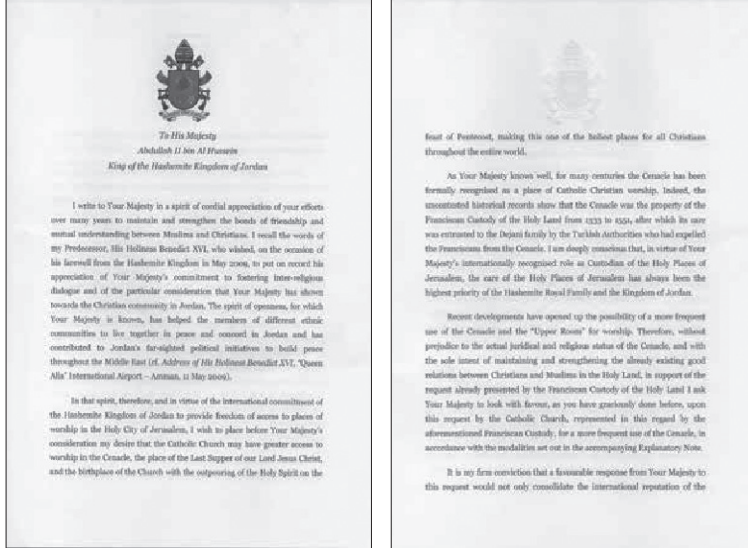 To His Majesty
Abdullah II bin Al Hussein
King of the Hashemite Kingdom of Jordan
I write to Your Majesty in a spirit of cordial appreciation of your efforts
over many years to maintain and strengthen the bonds of friendship and
mutual understanding between Muslims and Christians. I recall the words of
my Predecessor, His Holiness Benedict XVI, who wished, on the occasion of
his farewell from the Hashemite Kingdom in May 2009, to put on record his
appreciation of Your Majesty's commitment to fostering inter-religious
dialogue and of the particular consideration that Your Majesty has shown
towards the Christian community in Jordan. The spirit of openness, for which
Your Majesty is known, has helped the members of different ethnic
communities to live together in peace and concord in Jordan and has
contributed to Jordan's far-sighted political initiatives to build peace
throughout the Middle East (cf. Address of His Holiness Benedict XVI, "Queen
Alia" International Airport – Amman, 11 May 2009).
In that spirit, therefore, and in virtue of the international commitment of
the Hashemite Kingdom of Jordan to provide freedom of access to places of
worship in the Holy City of Jerusalem, I wish to place before Your Majesty's
consideration my desire that the Catholic Church may have greater access to
worship in the Cenacle, the place of the Last Supper of our Lord Jesus Christ,
and the birthplace of the Church with the outpouring of the Holy Spirit on the
feast of Pentecost, making this one of the holiest places for all Christians
throughout the entire world.
As Your Majesty knows well, for many centuries the Cenacle has been
formally recognised as a place of Catholic Christian worship. Indeed, the
uncontested historical records show that the Cenacle was the property of the
Franciscan Custody of the Holy Land from 1333 to 1551, after which its care
was entrusted to the Dejani family by the Turkish Authorities who had expelled
the Franciscans from the Cenacle. I am deeply conscious that, in virtue of Your
Majesty's internationally recognised role as Custodian of the Holy Places of
Jerusalem, the care of the Holy Places of Jerusalem has always been the
highest priority of the Hashemite Royal Family and the Kingdom of Jordan.
Recent developments have opened up the possibility of a more frequent
use of the Cenacle and the "Upper Room" for worship. Therefore, without
prejudice to the actual juridical and religious status of the Cenacle, and with
the sole intent of maintaining and strengthening the already existing good
relations between Christians and Muslims in the Holy Land, in support of the
request already presented by the Franciscan Custody of the Holy Land I ask
Your Majesty to look with favour, as you have graciously done before, upon
this request by the Catholic Church, represented in this regard by the
aforementioned Franciscan Custody, for a more frequent use of the Cenacle, in
accordance with the modalities set out in the accompanying Explanatory Note.
It is my firm conviction that a favourable response from Your Majesty to
this request would not only consolidate the international reputation of the